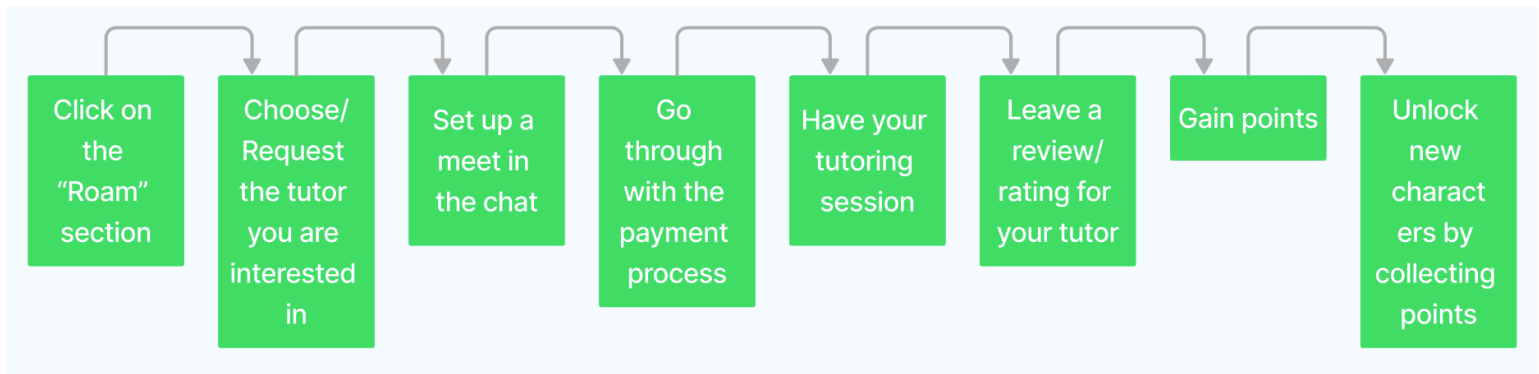 Click on
the
“Roam”
section
Choose/
Request
the tutor
you are
interested
in
Set up a
meet in
the chat
Go
through
with the
payment
process
Have your
tutoring
session
Leave a
review/
rating for
your tutor
Gain points
Unlock
new
charact
ers by
collecting
points